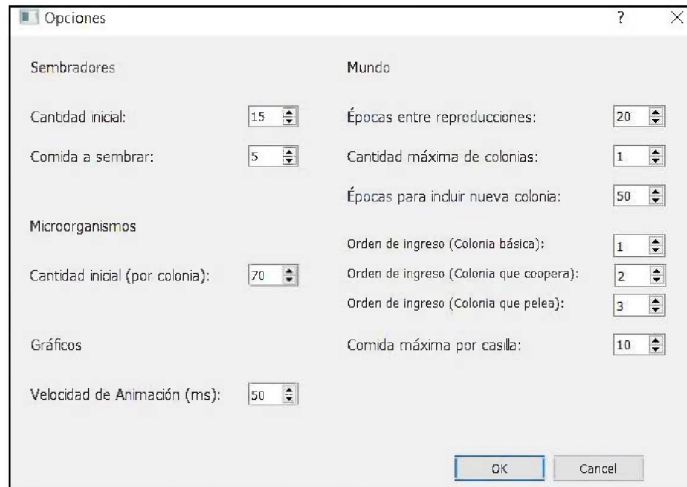 Opciones ?
Sembradores
Cantidad inicial: 15
Comida a sembrar: 5
Microorganismos
Cantidad inicial (por colonia): 70
Gráficos
Velocidad de Animación (ms): 50
Mundo
Épocas entre reproducciones: 20
Cantidad máxima de colonias: 1
Épocas para incluir nueva colonia: 50
Orden de ingreso (Colonia básica): 1
Orden de ingreso (Colonia que coopera): 2
Orden de ingreso (Colonia que pelea): 3
Comida máxima por casilla: 10
OK Cancel